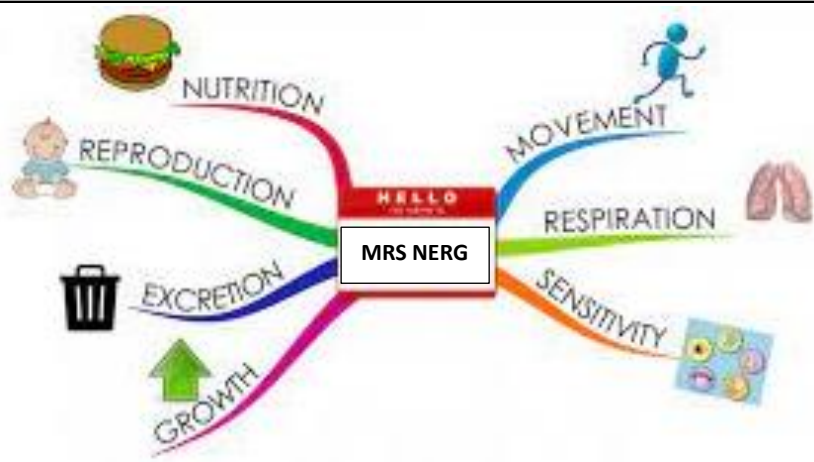 NUTRITION
REPRODUCTION
EXCRETION
GROWTH
HELLO
MRS NERG
MOVEMENT
RESPIRATION
SENSITIVITY